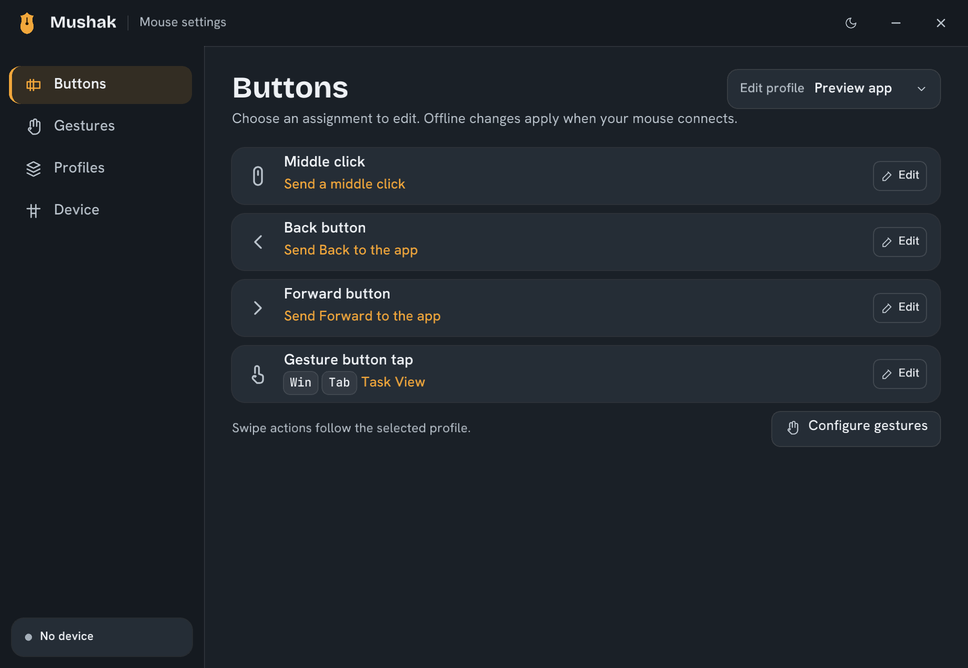 Mushak
Mouse settings
Buttons
Gestures
Profiles
Device
No device
Buttons
Choose an assignment to edit. Offline changes apply when your mouse connects.
Edit profile Preview app
Middle click
Send a middle click
Edit
Back button
Send Back to the app
Edit
Forward button
Send Forward to the app
Edit
Gesture button tap
Win Tab Task View
Edit
Swipe actions follow the selected profile.
Configure gestures